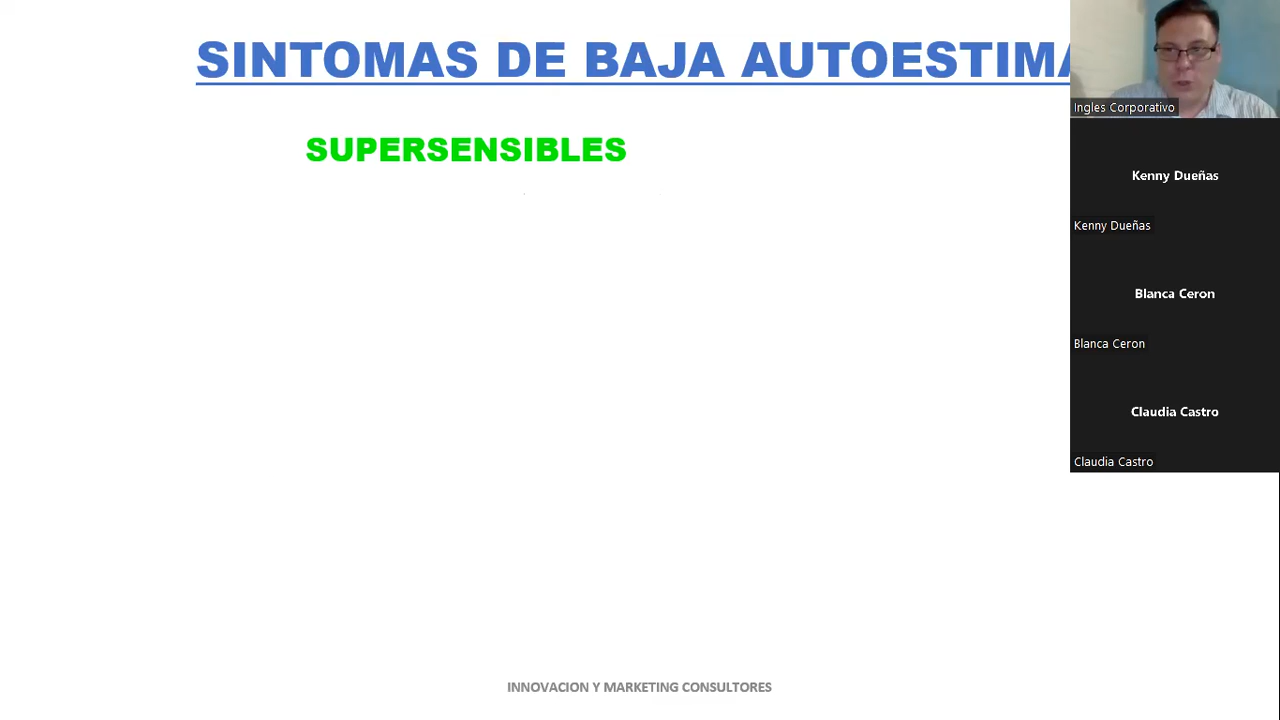 SINTOMAS DE BAJA AUTOESTIMA
SUPERSENSIBLES
Ingles Corporativo
Kenny Dueñas
Kenny Dueñas
Blanca Ceron
Blanca Ceron
Claudia Castro
Claudia Castro
INNOVACION Y MARKETING CONSULTORES